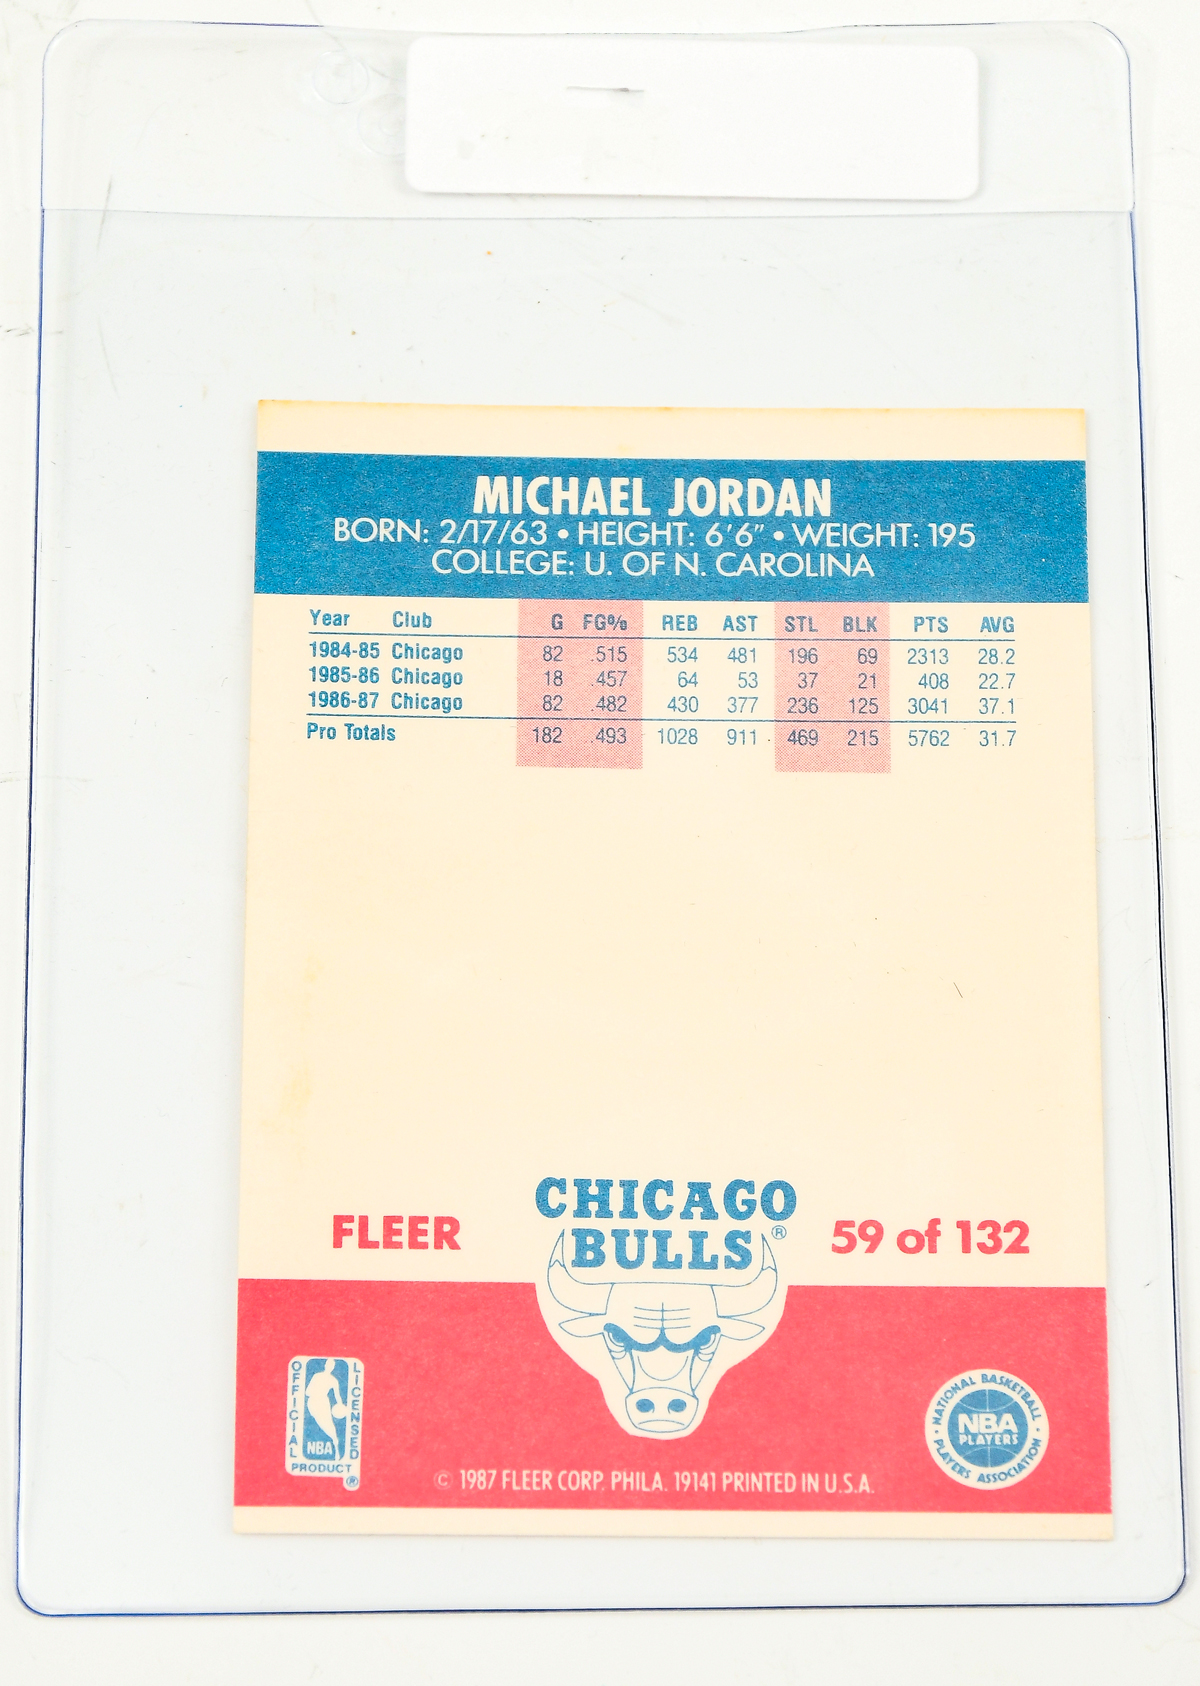 MICHAEL JORDAN
BORN: 2/17/63 • HEIGHT: 6'6" • WEIGHT: 195
COLLEGE: U. OF N. CAROLINA
Year Club G FG% REB AST STL BLK PTS AVG
1984-85 Chicago 82 .515 534 481 196 69 2313 28.2
1985-86 Chicago 18 .457 64 53 37 21 408 22.7
1986-87 Chicago 82 .482 430 377 236 125 3041 37.1
Pro Totals 182 .493 1028 911 469 215 5762 31.7
CHICAGO
BULLS ®
FLEER
59 of 132
OFFICIAL
LICENSED
NBA
PRODUCT ®
NATIONAL BASKETBALL
NBA
PLAYERS
PLAYERS ASSOCIATION
© 1987 FLEER CORP. PHILA. 19141 PRINTED IN U.S.A.